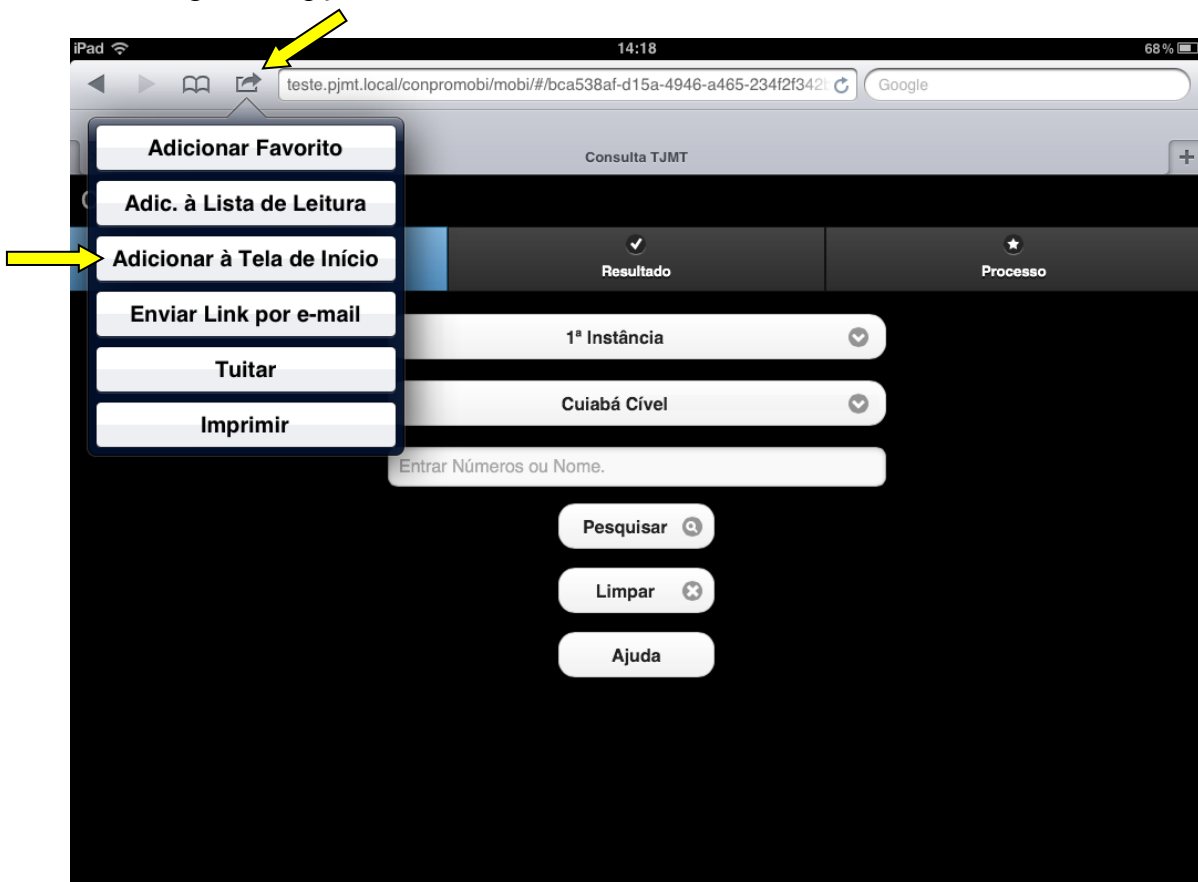 iPad 14:18 68 %
teste.pjmt.local/conpromobi/mobi/#/bca538af-d15a-4946-a465-234f2f342 Google
Consulta TJMT
Adicionar Favorito
Adic. à Lista de Leitura
Adicionar à Tela de Início
Enviar Link por e-mail
Tuitar
Imprimir
Resultado
Processo
1ª Instância
Cuiabá Cível
Entrar Números ou Nome.
Pesquisar
Limpar
Ajuda